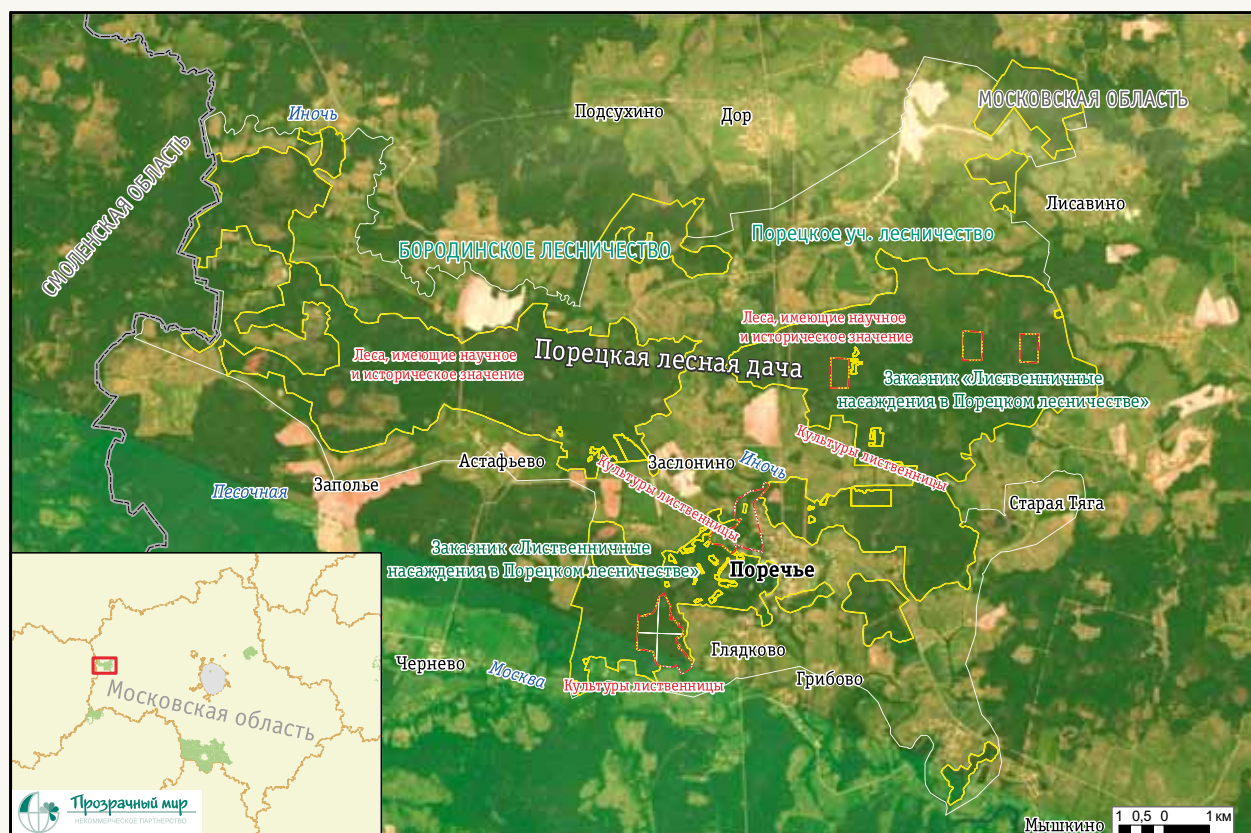 Иночь
Подсухино
Дор
МОСКОВСКАЯ ОБЛАСТЬ
СМОЛЕНСКАЯ ОБЛАСТЬ
Лисавино
БОРОДИНСКОЕ ЛЕСНИЧЕСТВО
Порецкое уч. лесничество
Леса, имеющие научное
и историческое значение
Леса, имеющие научное
и историческое значение
Порецкая лесная дача
Заказник «Лиственничные
насаждения в Порецком лесничестве»
Культуры лиственницы
Астафьево
Заслонино
Иночь
Культуры лиственницы
Песочная
Заполье
Старая Тяга
Заказник «Лиственничные
насаждения в Порецком лесничестве»
Поречье
Глядково
Чернево
Москва
Грибово
Культуры лиственницы
Московская область
Прозрачный мир
НЕКОММЕРЧЕСКОЕ ПАРТНЕРСТВО
1 0,5 0 1 км
Мышкино